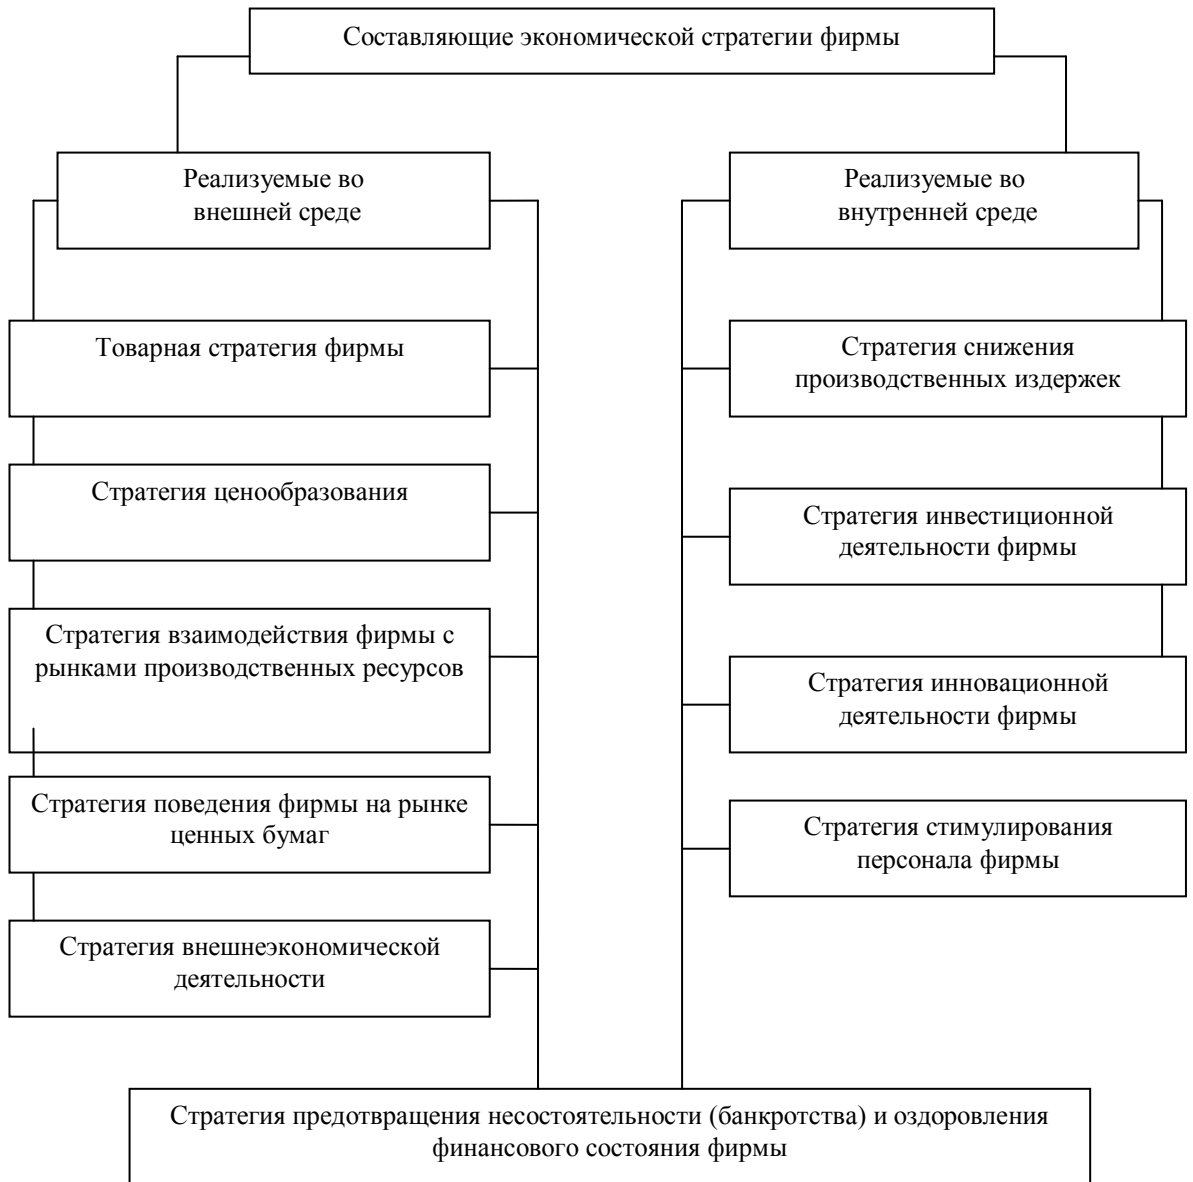 Составляющие экономической стратегии фирмы
Реализуемые во
внешней среде
Реализуемые во
внутренней среде
Товарная стратегия фирмы
Стратегия снижения
производственных издержек
Стратегия ценообразования
Стратегия инвестиционной
деятельности фирмы
Стратегия взаимодействия фирмы с
рынками производственных ресурсов
Стратегия инновационной
деятельности фирмы
Стратегия поведения фирмы на рынке
ценных бумаг
Стратегия стимулирования
персонала фирмы
Стратегия внешнеэкономической
деятельности
Стратегия предотвращения несостоятельности (банкротства) и оздоровления
финансового состояния фирмы